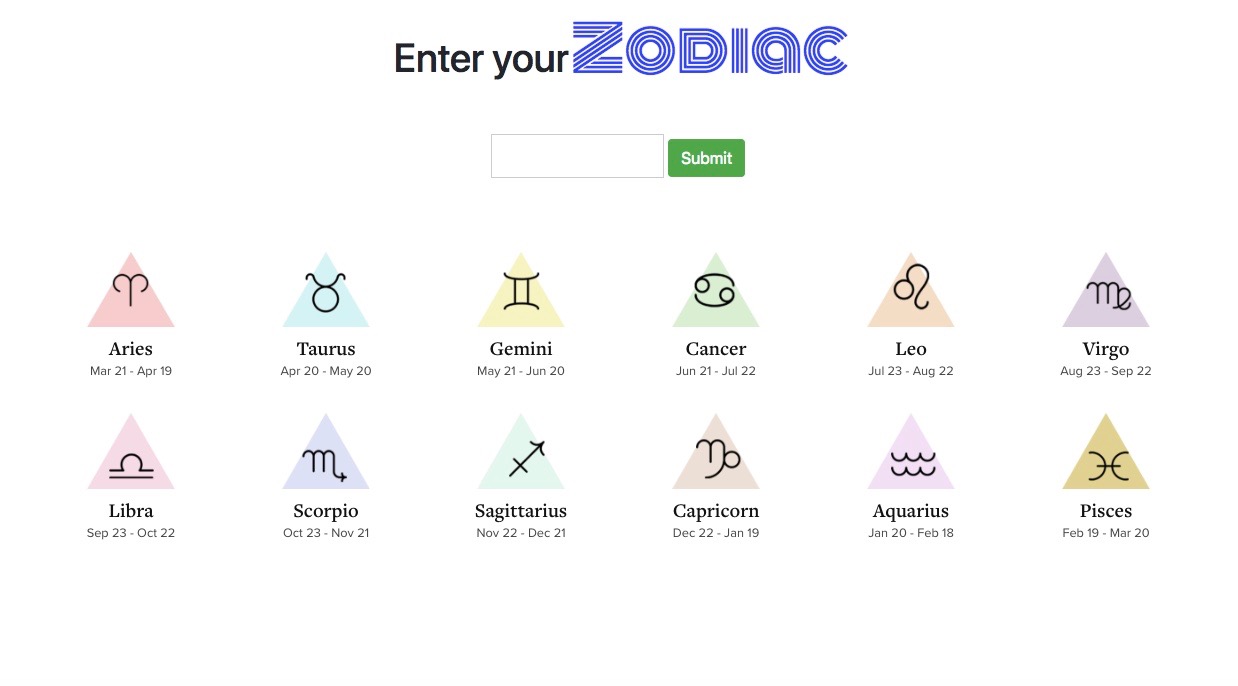 Enter your Zodiac
Submit
Aries Taurus Gemini Cancer Leo Virgo
Mar 21 - Apr 19 Apr 20 - May 20 May 21 - Jun 20 Jun 21 - Jul 22 Jul 23 - Aug 22 Aug 23 - Sep 22
Libra Scorpio Sagittarius Capricorn Aquarius Pisces
Sep 23 - Oct 22 Oct 23 - Nov 21 Nov 22 - Dec 21 Dec 22 - Jan 19 Jan 20 - Feb 18 Feb 19 - Mar 20